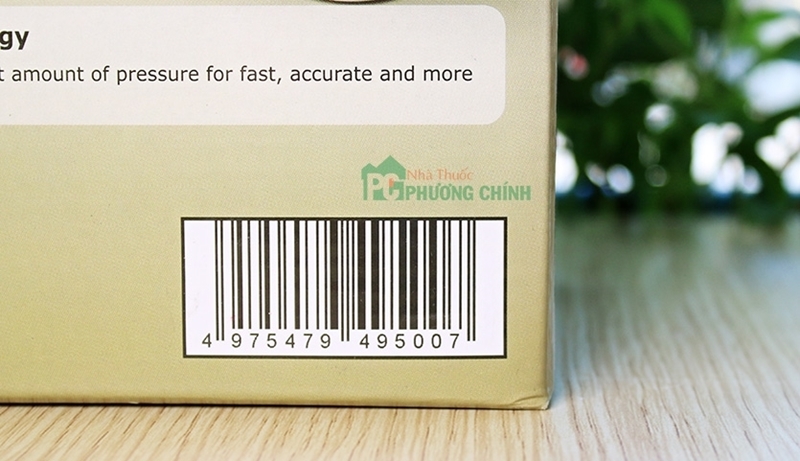 gy
t amount of pressure for fast, accurate and more
Nhà Thuốc
PC PHƯƠNG CHÍNH
4 975479 495007